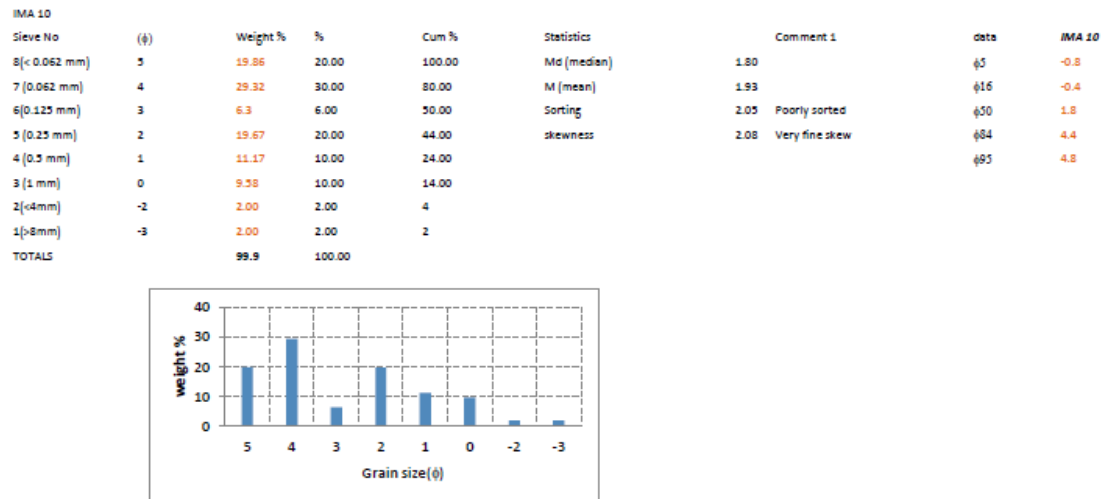 IMA 10
Sieve No (ϕ) Weight % % Cum % Statistics Comment 1 data IMA 10
8(< 0.062 mm) 5 19.86 20.00 100.00 Md (median) 1.80 ϕ5 -0.8
7 (0.062 mm) 4 29.32 30.00 80.00 M (mean) 1.93 ϕ16 -0.4
6(0.125 mm) 3 6.3 6.00 50.00 Sorting 2.05 Poorly sorted ϕ50 1.8
5 (0.25 mm) 2 19.67 20.00 44.00 skewness 2.08 Very fine skew ϕ84 4.4
4 (0.5 mm) 1 11.17 10.00 24.00 ϕ95 4.8
3 (1 mm) 0 9.58 10.00 14.00
2(<4mm) -2 2.00 2.00 4
1(>8mm) -3 2.00 2.00 2
TOTALS 99.9 100.00
40
30
20
10
0
weight %
5 4 3 2 1 0 -2 -3
Grain size(ϕ)